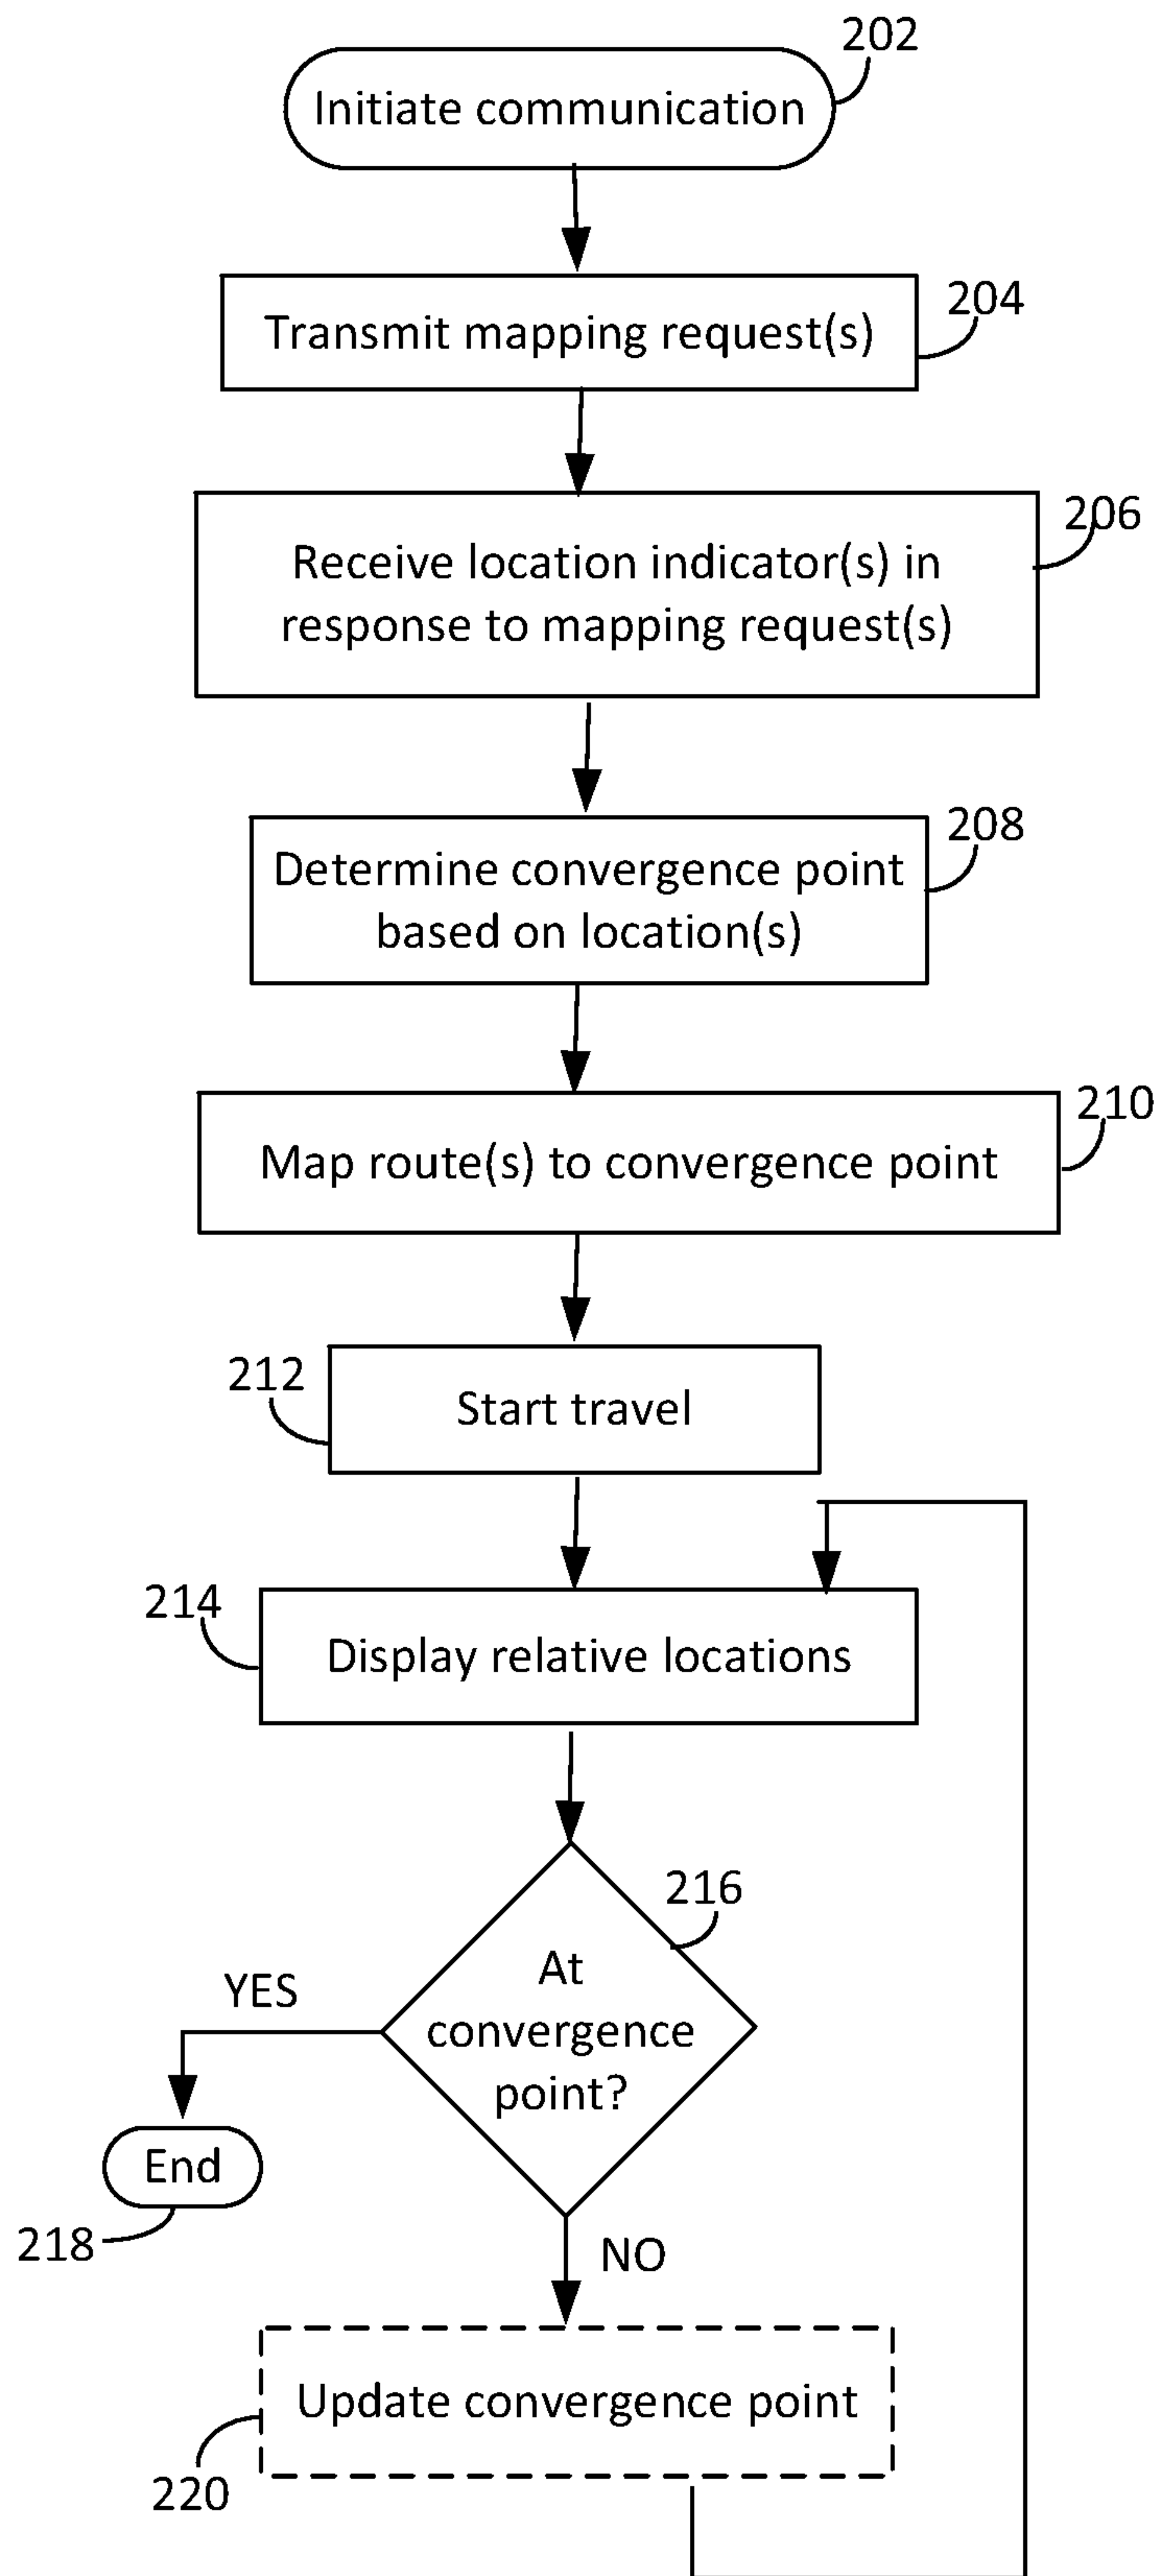 202
Initiate communication
204
Transmit mapping request(s)
206
Receive location indicator(s) in
response to mapping request(s)
208
Determine convergence point
based on location(s)
210
Map route(s) to convergence point
212
Start travel
214
Display relative locations
216
At
convergence
point?
YES
End
218
NO
Update convergence point
220